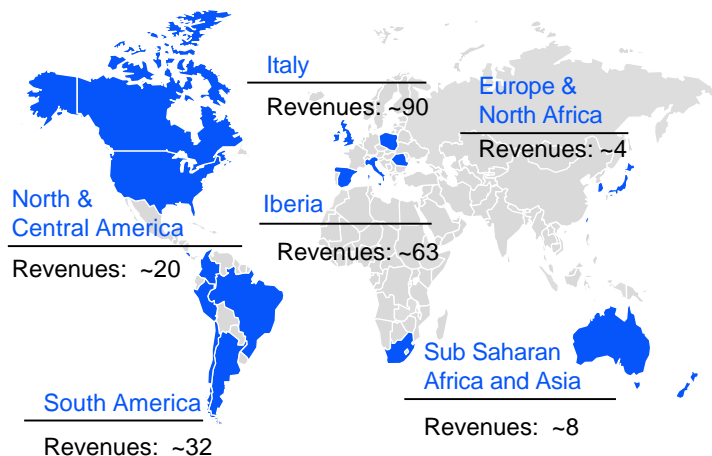 Italy
Revenues: ~90
Europe &
North Africa
Revenues: ~4
North &
Central America
Revenues: ~20
Iberia
Revenues: ~63
Sub Saharan
Africa and Asia
Revenues: ~8
South America
Revenues: ~32